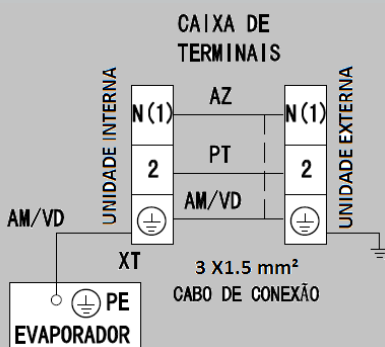 CAIXA DE
TERMINAIS
UNIDADE INTERNA
N(1)
AZ
N(1)
UNIDADE EXTERNA
2
PT
2
AM/VD
AM/VD
XT
3 X1.5 mm²
CABO DE CONEXÃO
PE
EVAPORADOR